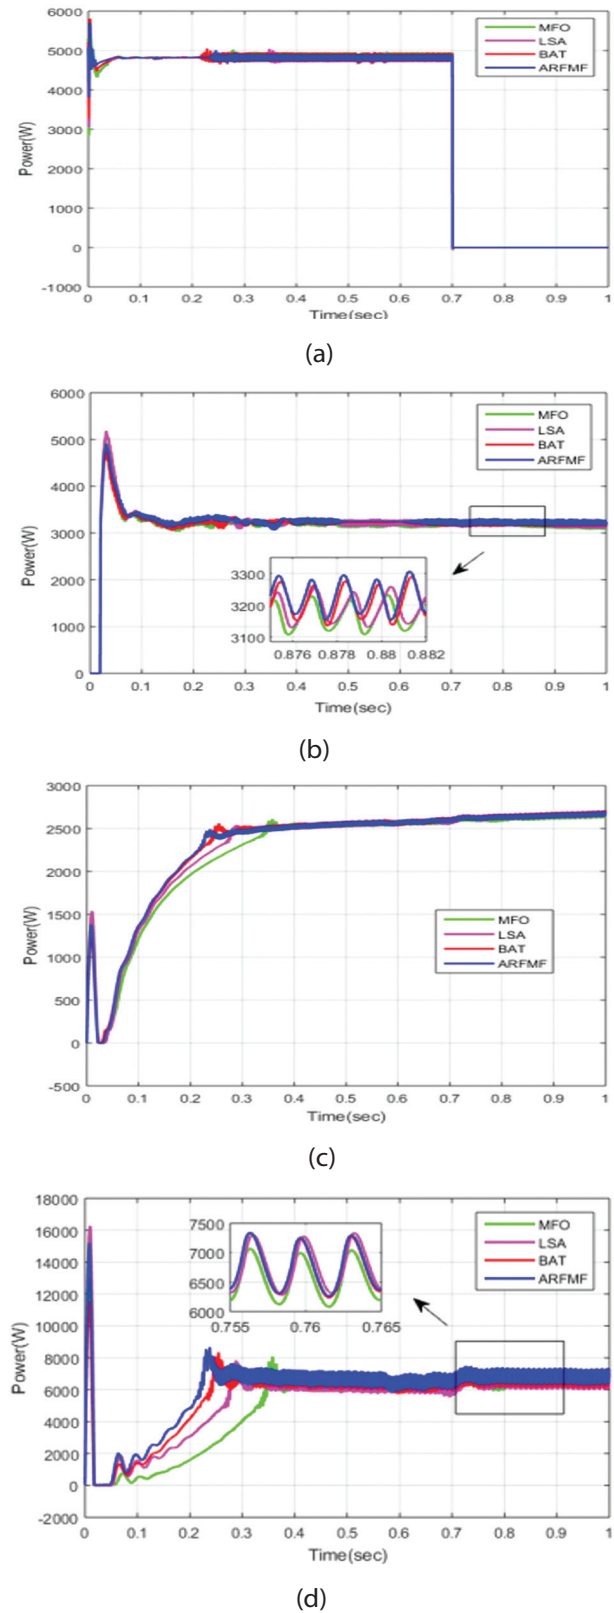 6000
5000
4000
3000
2000
1000
0
-1000
Power(W)
MFO
LSA
BAT
ARFMF
0 0.1 0.2 0.3 0.4 0.5 0.6 0.7 0.8 0.9 1
Time(sec)
(a)
6000
5000
4000
3000
2000
1000
0
Power(W)
MFO
LSA
BAT
ARFMF
3300
3200
3100
0.876 0.878 0.88 0.882
0 0.1 0.2 0.3 0.4 0.5 0.6 0.7 0.8 0.9 1
Time(sec)
(b)
3000
2500
2000
1500
1000
500
0
-500
Power(W)
MFO
LSA
BAT
ARFMF
0 0.1 0.2 0.3 0.4 0.5 0.6 0.7 0.8 0.9 1
Time(sec)
(c)
18000
16000
14000
12000
10000
8000
6000
4000
2000
0
-2000
Power(W)
7500
7000
6500
6000
0.755 0.76 0.765
MFO
LSA
BAT
ARFMF
0 0.1 0.2 0.3 0.4 0.5 0.6 0.7 0.8 0.9 1
Time(sec)
(d)